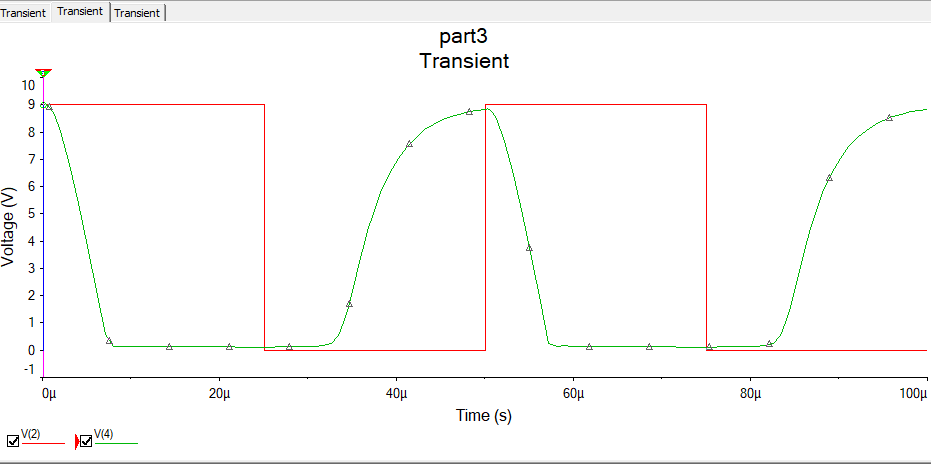 Transient Transient Transient
part3
Transient
10
9
8
7
6
5
4
3
2
1
0
-1
Voltage (V)
0µ 20µ 40µ 60µ 80µ 100µ
Time (s)
V(2) V(4)